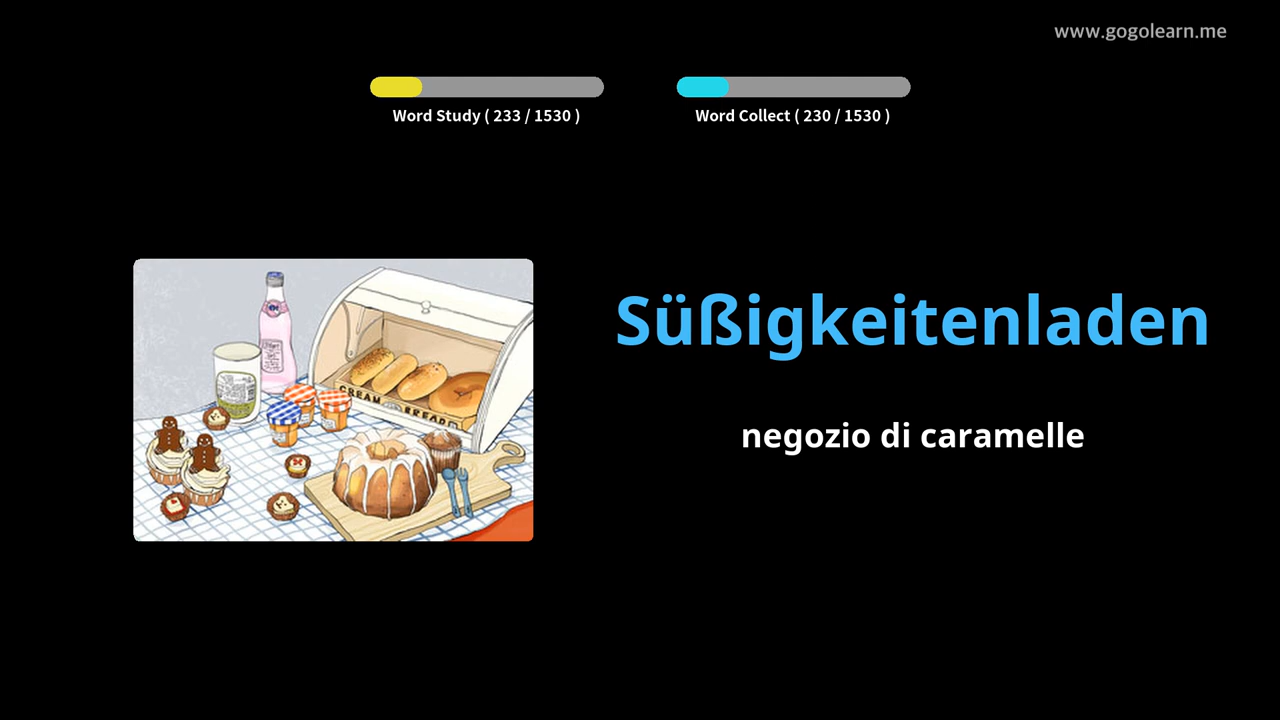 www.gogolearn.me
Word Study ( 233 / 1530 )
Word Collect ( 230 / 1530 )
Süßigkeitenladen
negozio di caramelle
CREAM BREAD